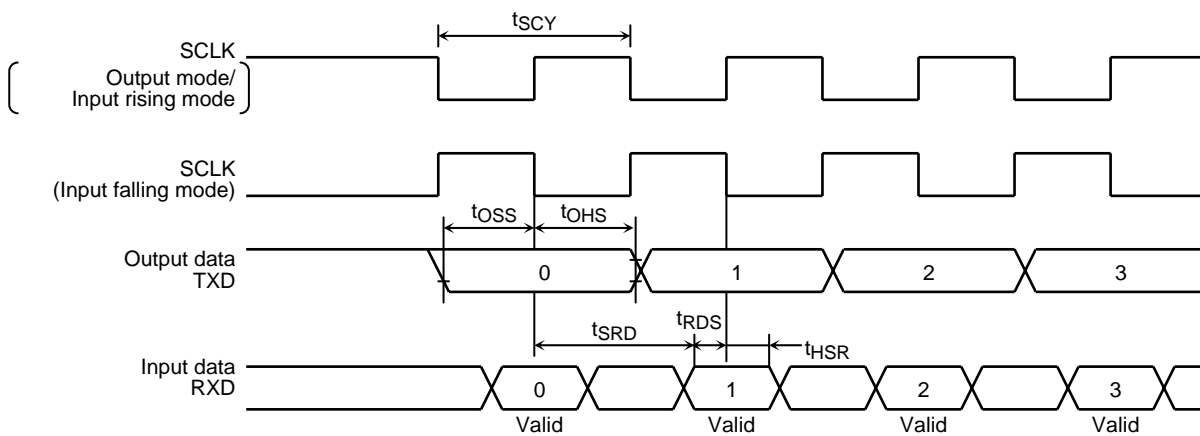 tSCY
SCLK
Output mode/
Input rising mode
SCLK
(Input falling mode)
tOSS tOHS
Output data
TXD
0 1 2 3
tSRD tRDS tHSR
Input data
RXD
0 1 2 3
Valid Valid Valid Valid